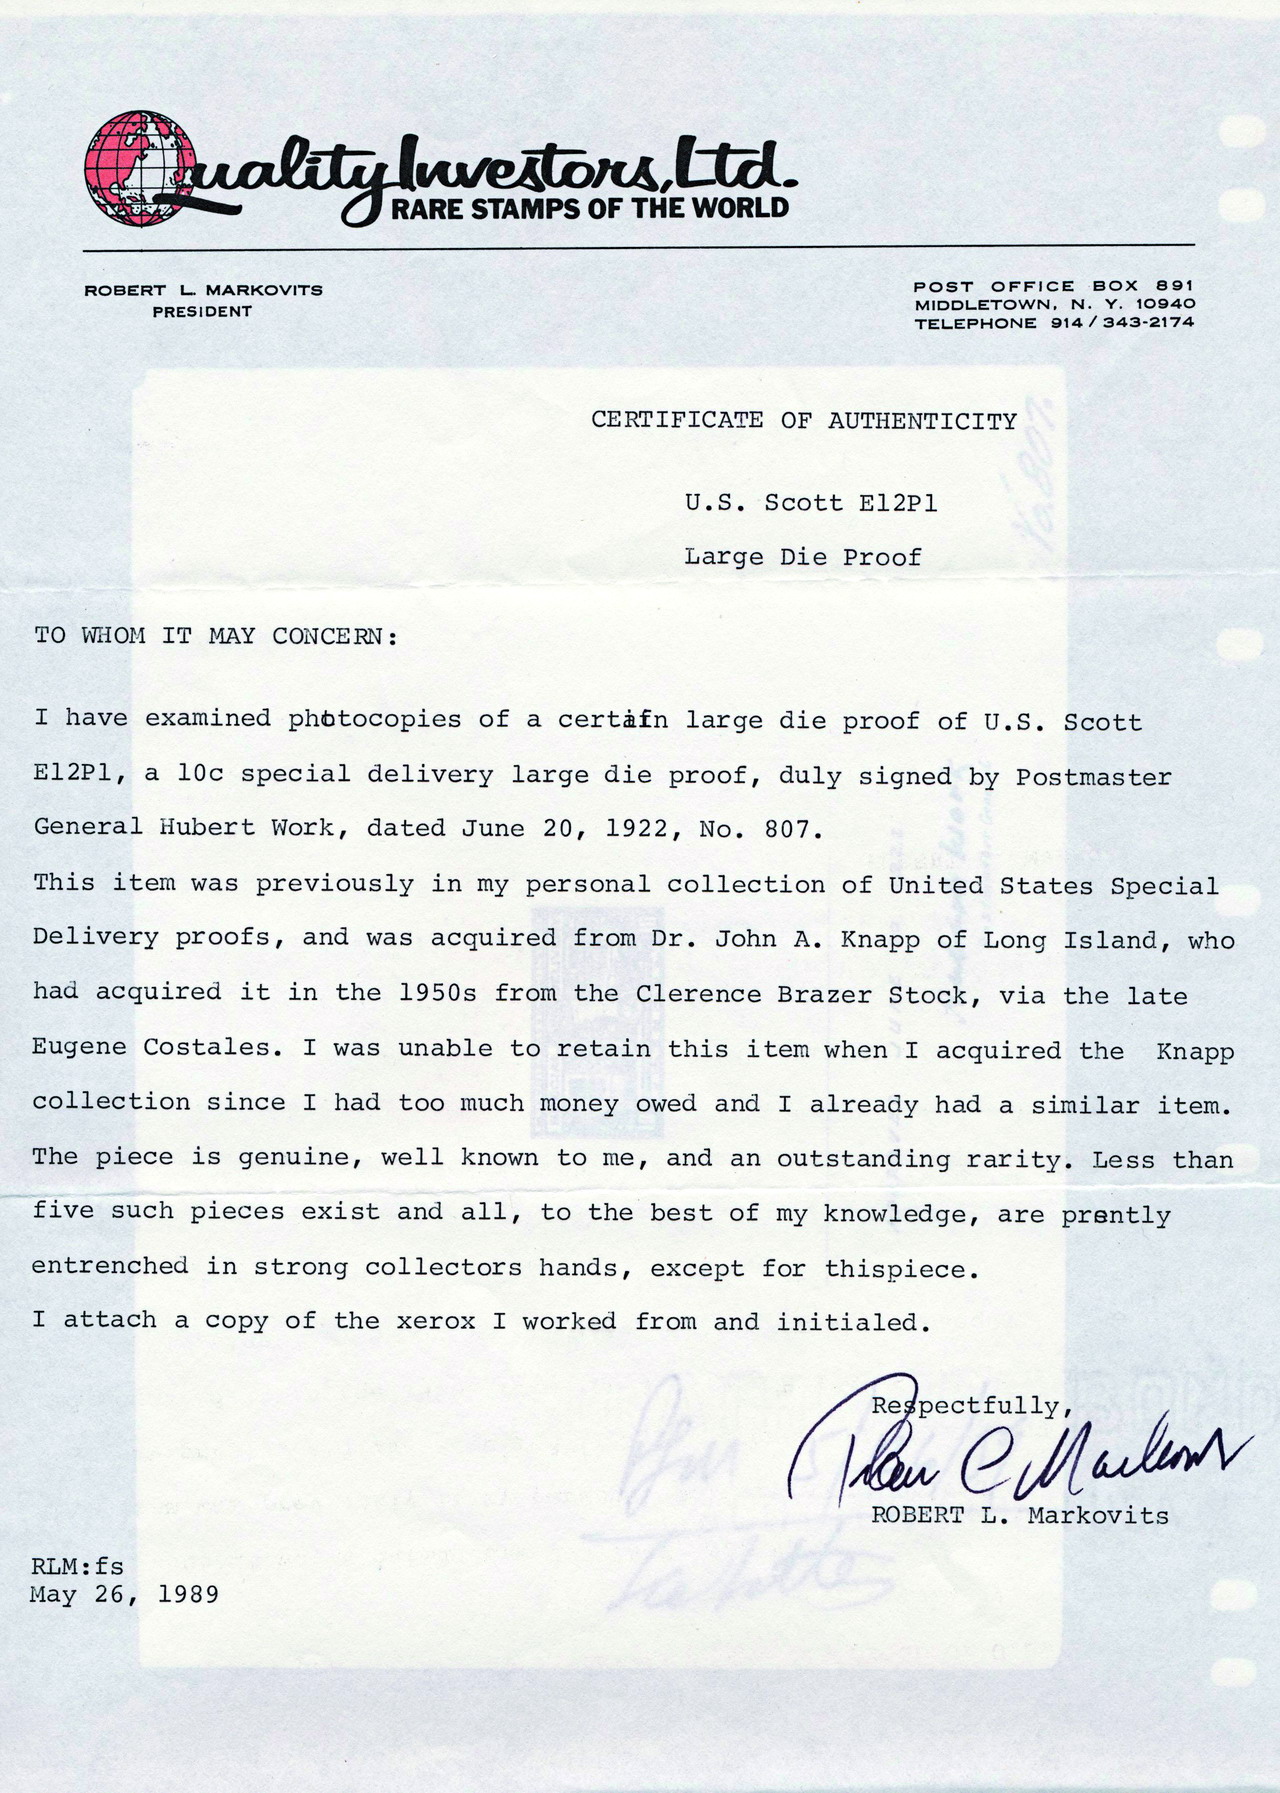 Quality Investors, Ltd.
RARE STAMPS OF THE WORLD
ROBERT L. MARKOVITS
PRESIDENT
POST OFFICE BOX 891
MIDDLETOWN, N. Y. 10940
TELEPHONE 914/343-2174
CERTIFICATE OF AUTHENTICITY
U.S. Scott E12P1
Large Die Proof
No. 807.
TO WHOM IT MAY CONCERN:
I have examined photocopies of a certain large die proof of U.S. Scott
E12P1, a 10c special delivery large die proof, duly signed by Postmaster
General Hubert Work, dated June 20, 1922, No. 807.
This item was previously in my personal collection of United States Special
Delivery proofs, and was acquired from Dr. John A. Knapp of Long Island, who
had acquired it in the 1950s from the Clerence Brazer Stock, via the late
Eugene Costales. I was unable to retain this item when I acquired the Knapp
collection since I had too much money owed and I already had a similar item.
The piece is genuine, well known to me, and an outstanding rarity. Less than
five such pieces exist and all, to the best of my knowledge, are prsently
entrenched in strong collectors hands, except for thispiece.
I attach a copy of the xerox I worked from and initialed.
Respectfully,
ROBERT L. Markovits
RLM:fs
May 26, 1989